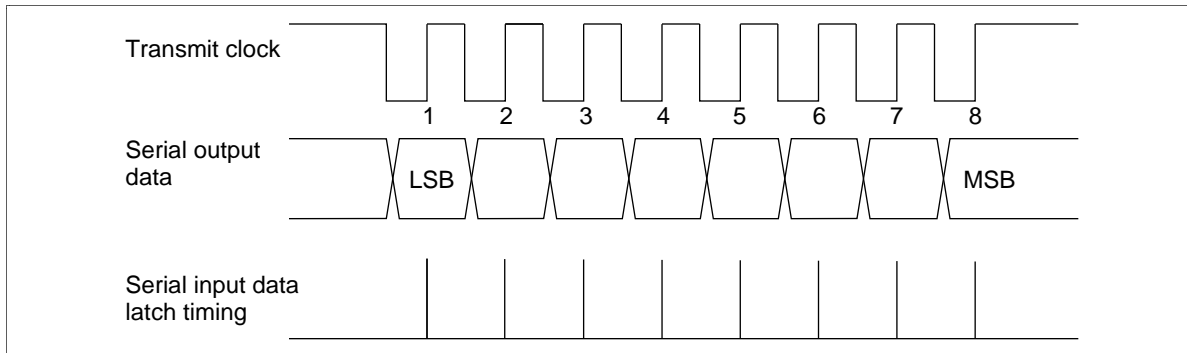 Transmit clock
1 2 3 4 5 6 7 8
Serial output
data
LSB MSB
Serial input data
latch timing